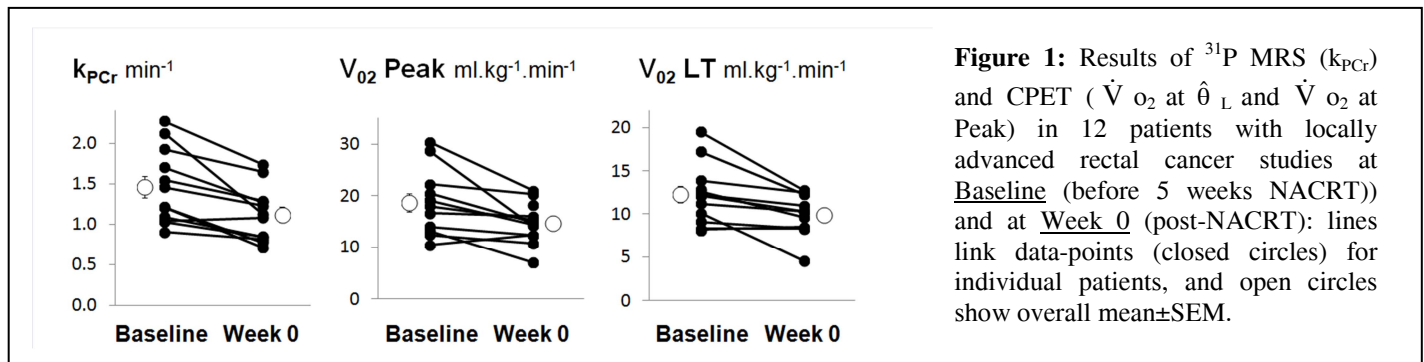 k_PCr min⁻¹
2.0
1.5
1.0
0.5
0.0
Baseline Week 0
V₀₂ Peak ml.kg⁻¹.min⁻¹
30
20
10
0
Baseline Week 0
V₀₂ LT ml.kg⁻¹.min⁻¹
20
15
10
5
0
Baseline Week 0
Figure 1: Results of ³¹P MRS (k_PCr)
and CPET ( V̇ o₂ at θ̂ L and V̇ o₂ at
Peak) in 12 patients with locally
advanced rectal cancer studies at
Baseline (before 5 weeks NACRT))
and at Week 0 (post-NACRT): lines
link data-points (closed circles) for
individual patients, and open circles
show overall mean±SEM.